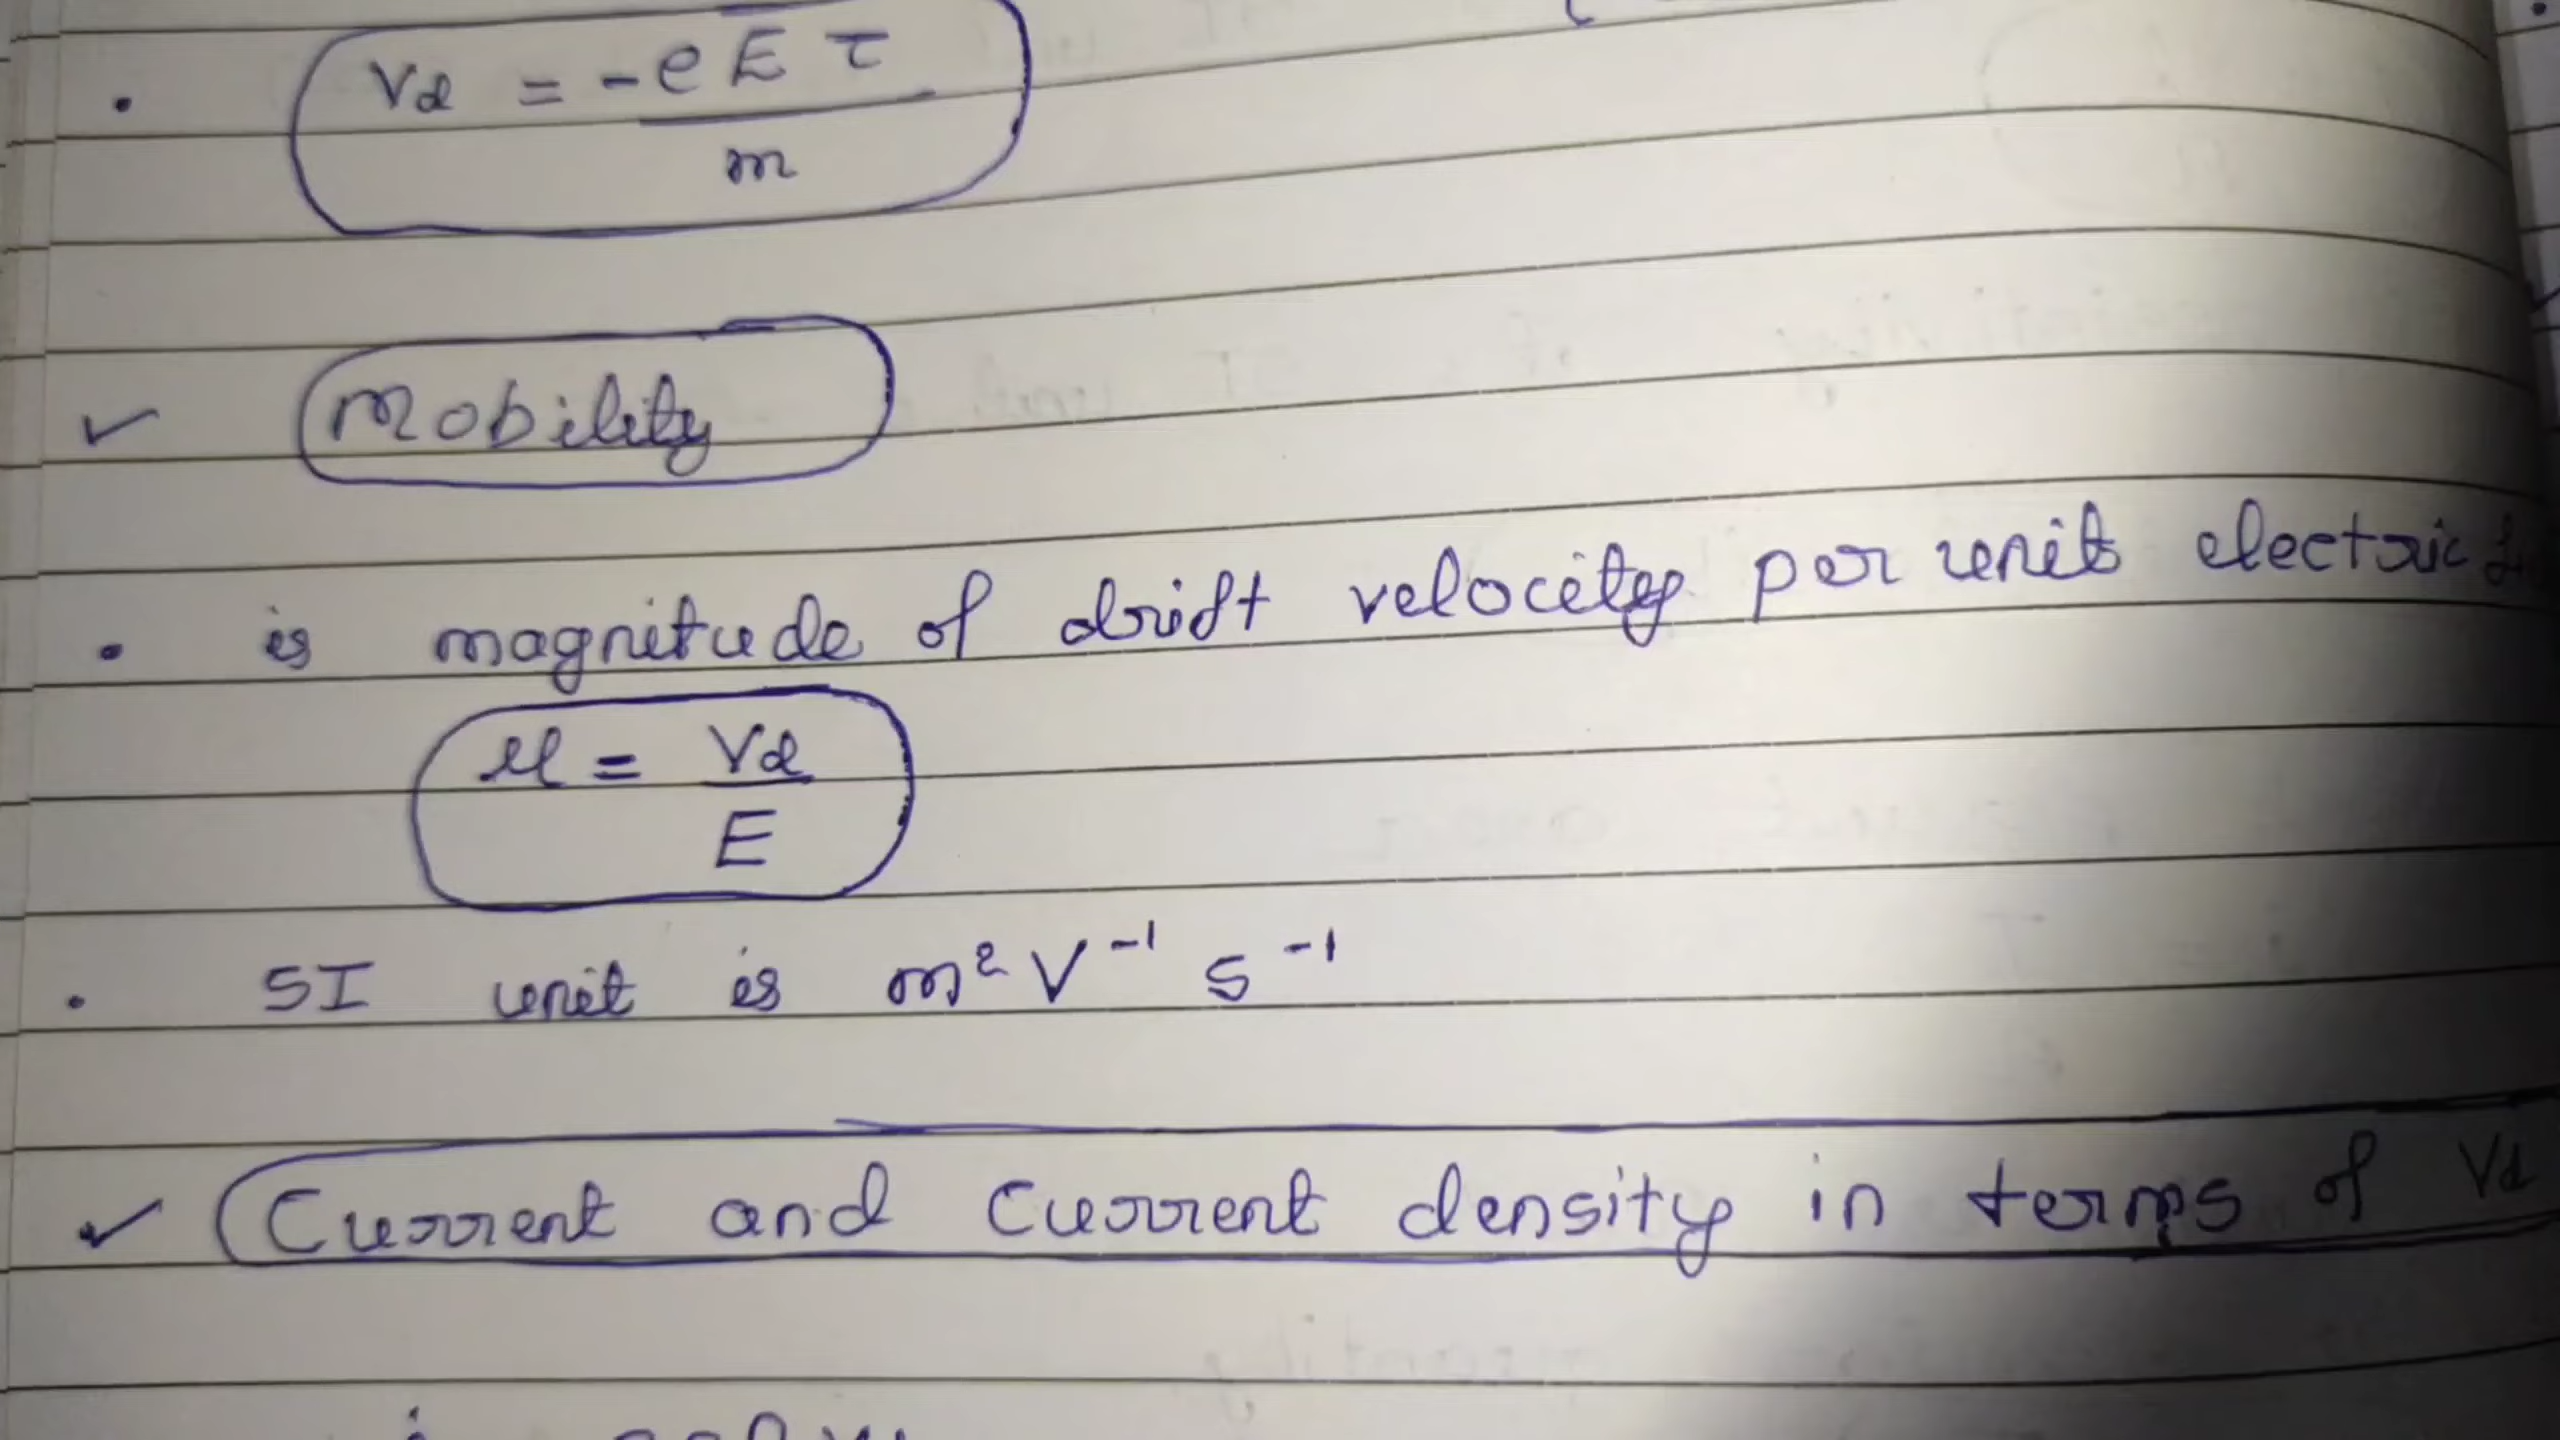 • Vd = -eEτ
m
✓ Mobility
• is magnitude of drift velocity per unit electric
μ = Vd
E
• SI unit is m² V⁻¹ S⁻¹
✓ Current and Current density in terms of Vd